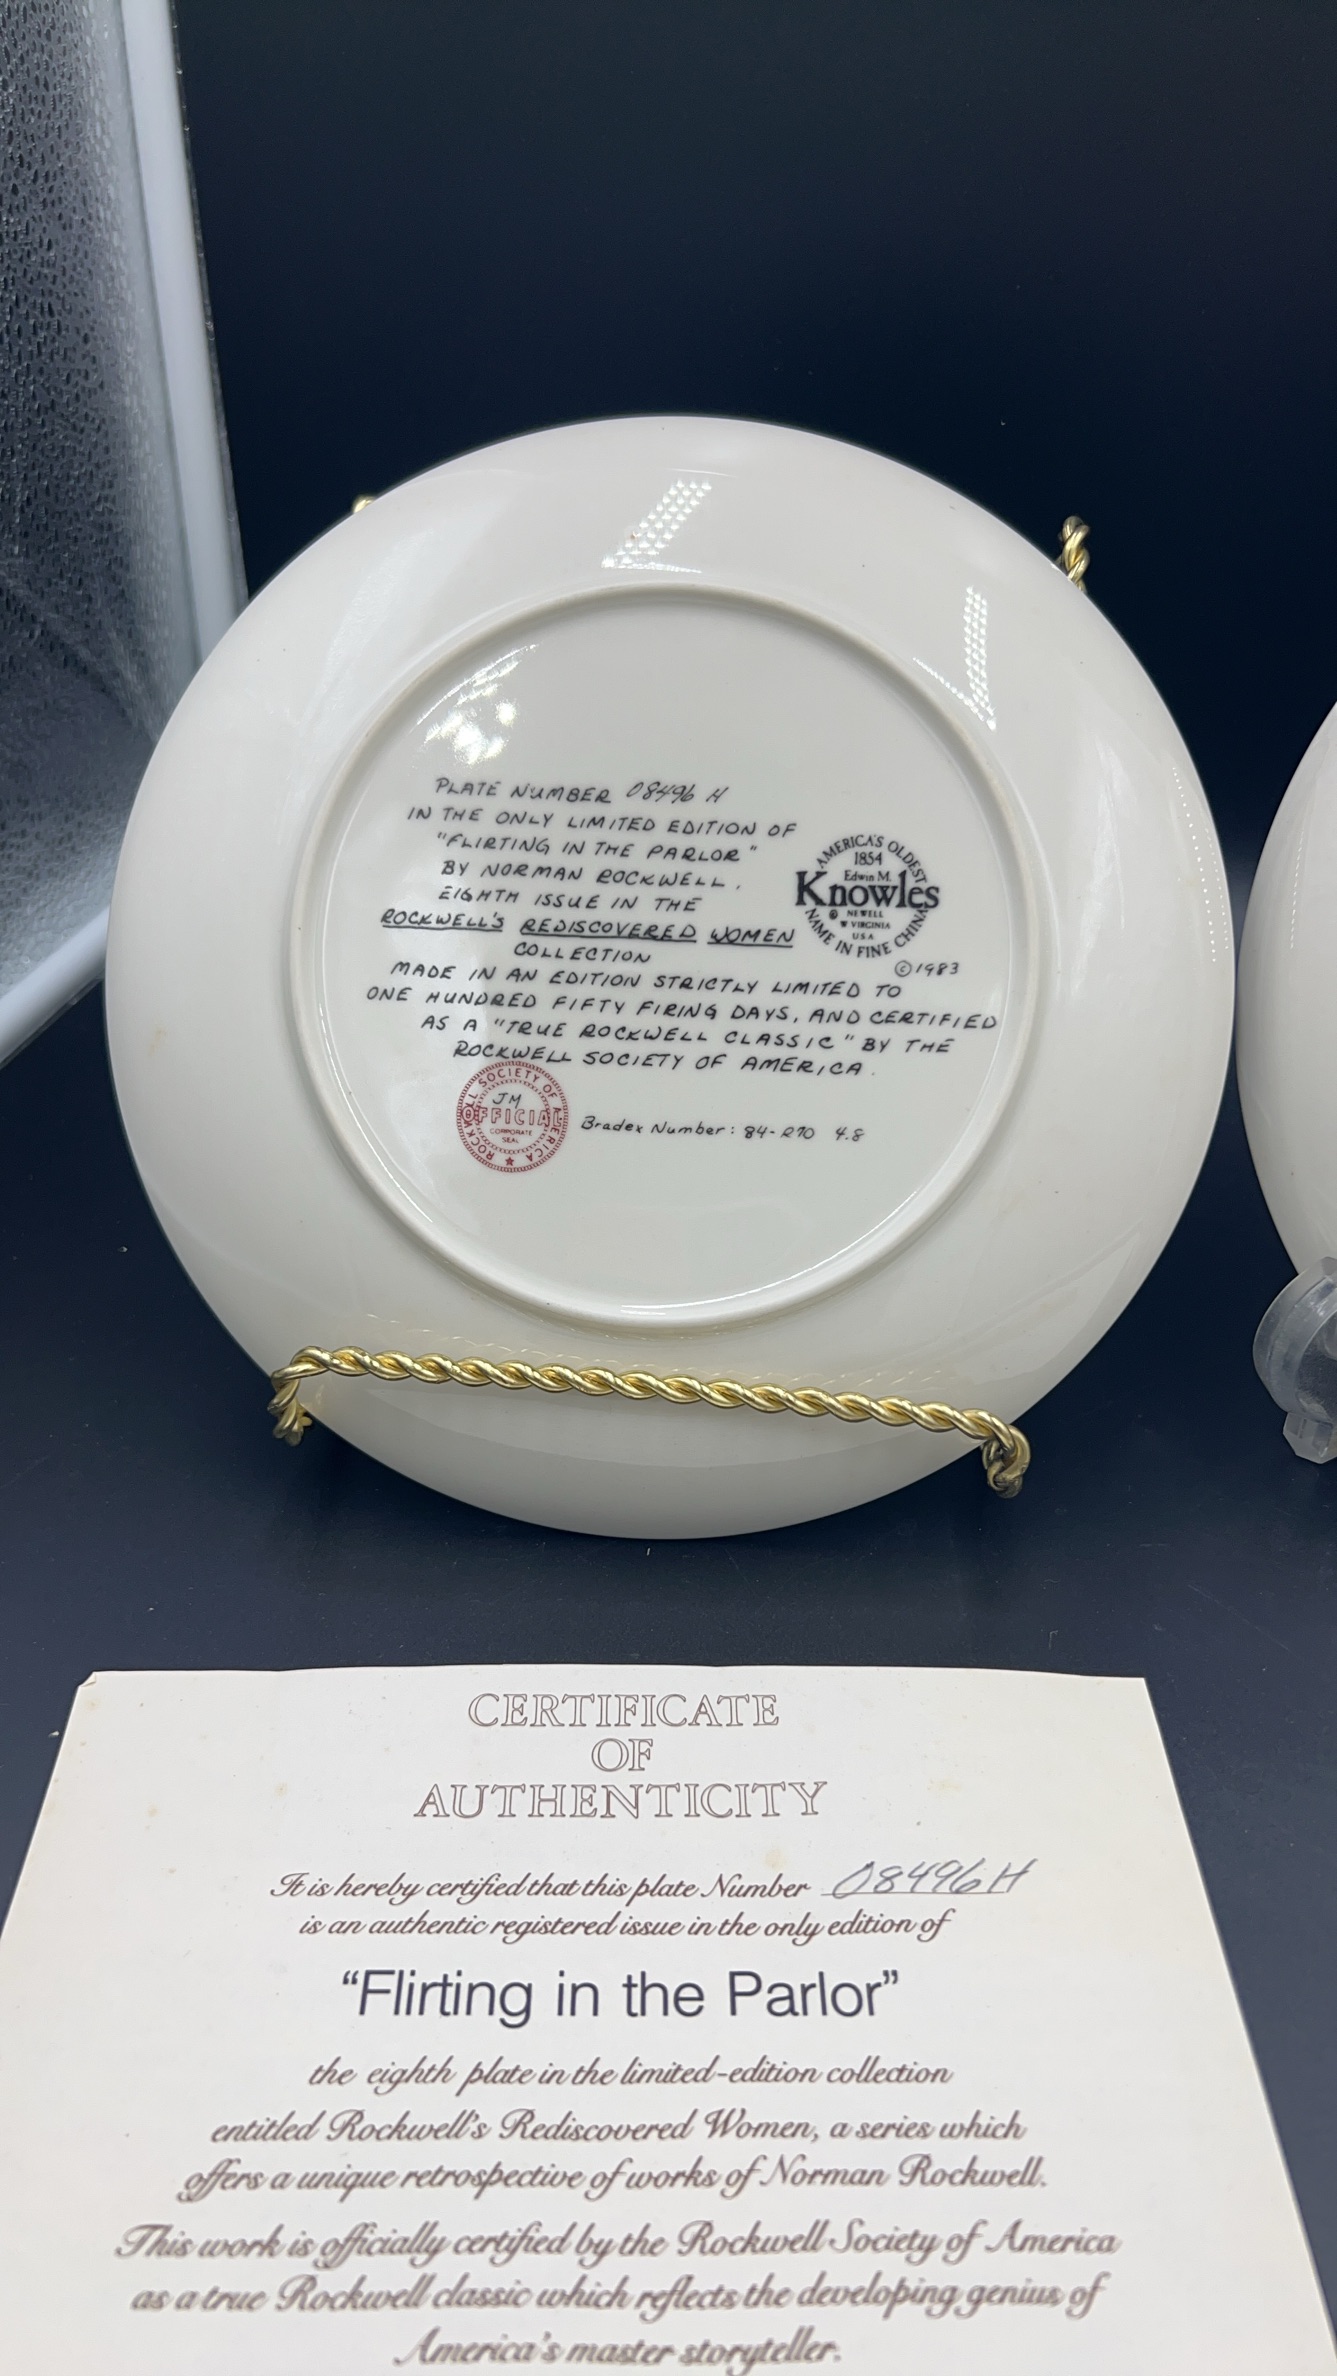 PLATE NUMBER 08496 H
IN THE ONLY LIMITED EDITION OF
"FLIRTING IN THE PARLOR"
BY NORMAN ROCKWELL.
EIGHTH ISSUE IN THE
ROCKWELL'S REDISCOVERED WOMEN
COLLECTION
AMERICA'S OLDEST
1854
Edwin M.
Knowles
© NEWELL
W VIRGINIA
USA
NAME IN FINE CHINA
©1983
MADE IN AN EDITION STRICTLY LIMITED TO
ONE HUNDRED FIFTY FIRING DAYS, AND CERTIFIED
AS A "TRUE ROCKWELL CLASSIC" BY THE
ROCKWELL SOCIETY OF AMERICA.
ROCKWELL SOCIETY OF AMERICA
JM
OFFICIAL
CORPORATE
SEAL
Bradex Number: 84-R70 4.8
CERTIFICATE
OF
AUTHENTICITY
It is hereby certified that this plate Number 08496H
is an authentic registered issue in the only edition of
“Flirting in the Parlor”
the eighth plate in the limited-edition collection
entitled Rockwell's Rediscovered Women, a series which
offers a unique retrospective of works of Norman Rockwell.
This work is officially certified by the Rockwell Society of America
as a true Rockwell classic which reflects the developing genius of
America's master storyteller.